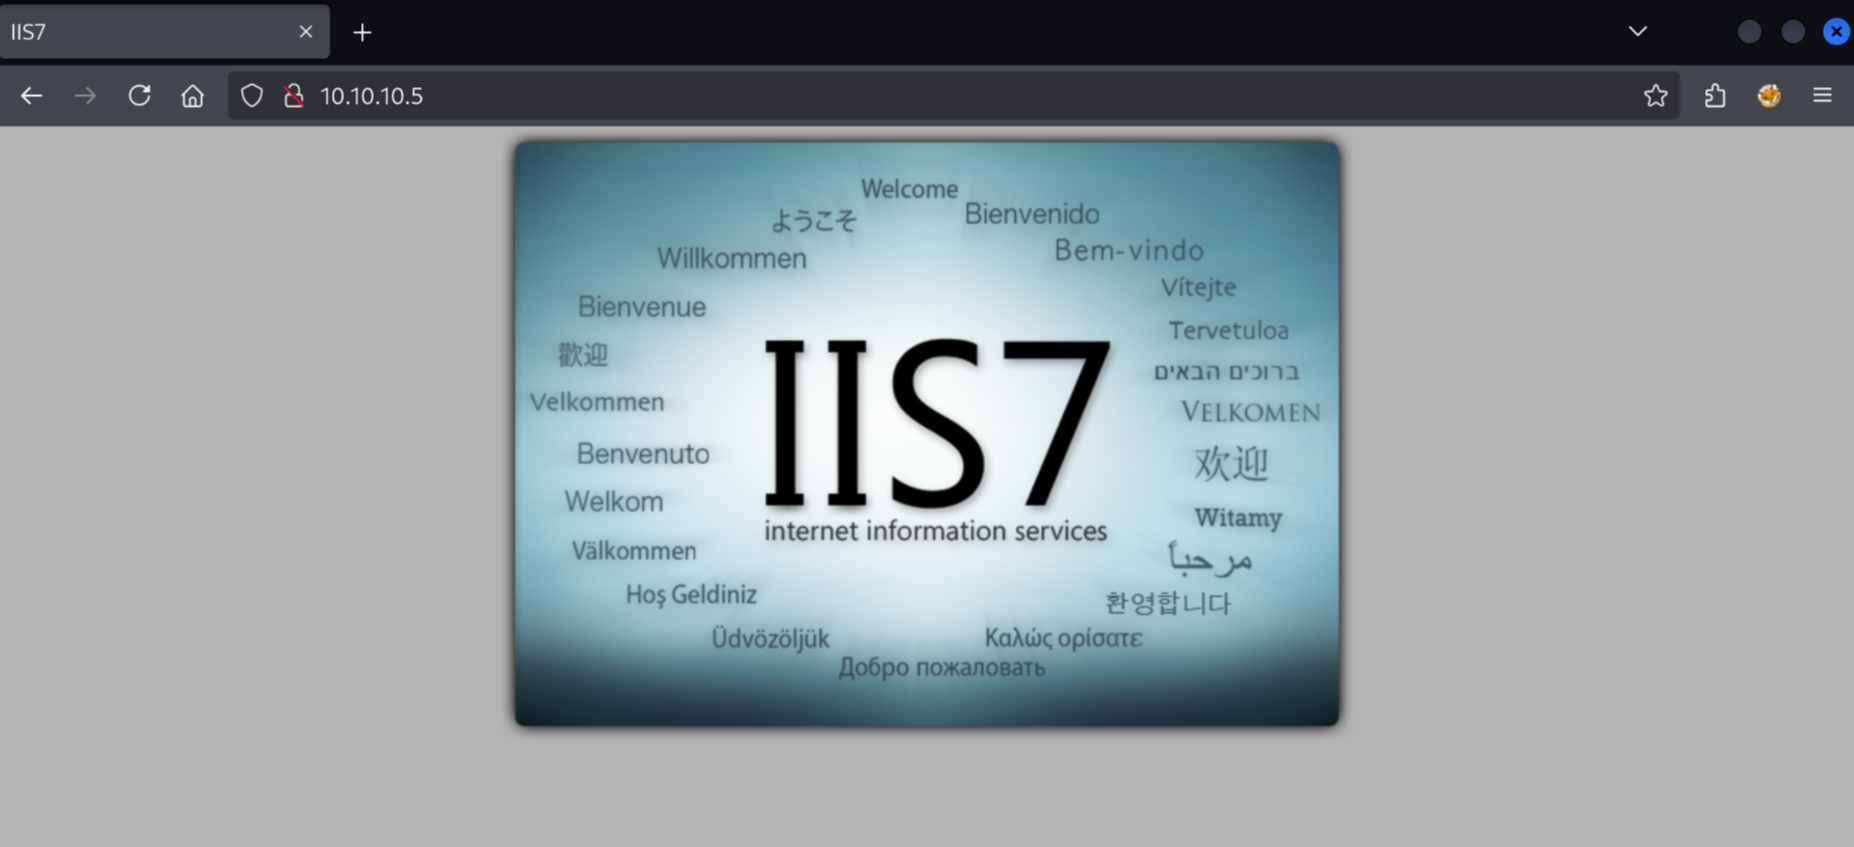 IIS7
10.10.10.5
Welcome
ようこそ
Bienvenido
Willkommen
Bem-vindo
Vítejte
Bienvenue
Tervetuloa
歡迎
ברוכים הבאים
Velkommen
VELKOMEN
IIS7
Benvenuto
欢迎
Welkom
Witamy
internet information services
Välkommen
مرحباً
Hoş Geldiniz
환영합니다
Üdvözöljük
Καλώς ορίσατε
Добро пожаловать